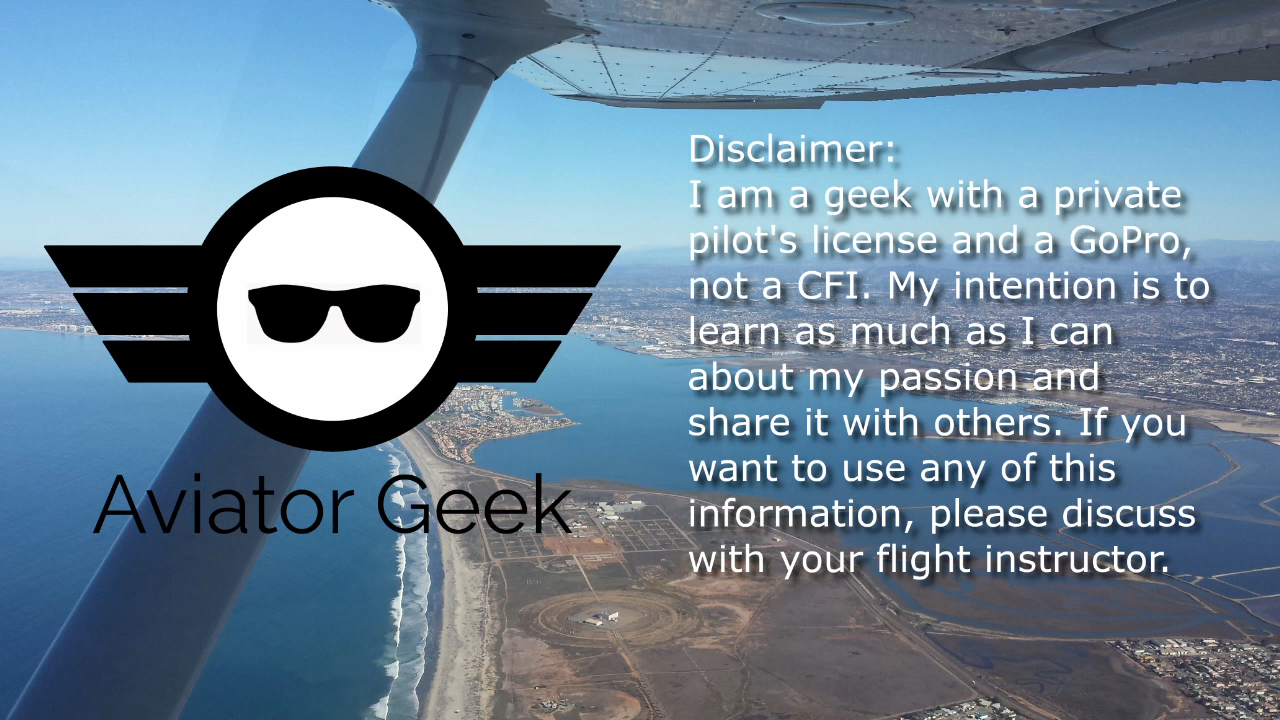 Disclaimer:
I am a geek with a private
pilot's license and a GoPro,
not a CFI. My intention is to
learn as much as I can
about my passion and
share it with others. If you
want to use any of this
information, please discuss
with your flight instructor.
Aviator Geek